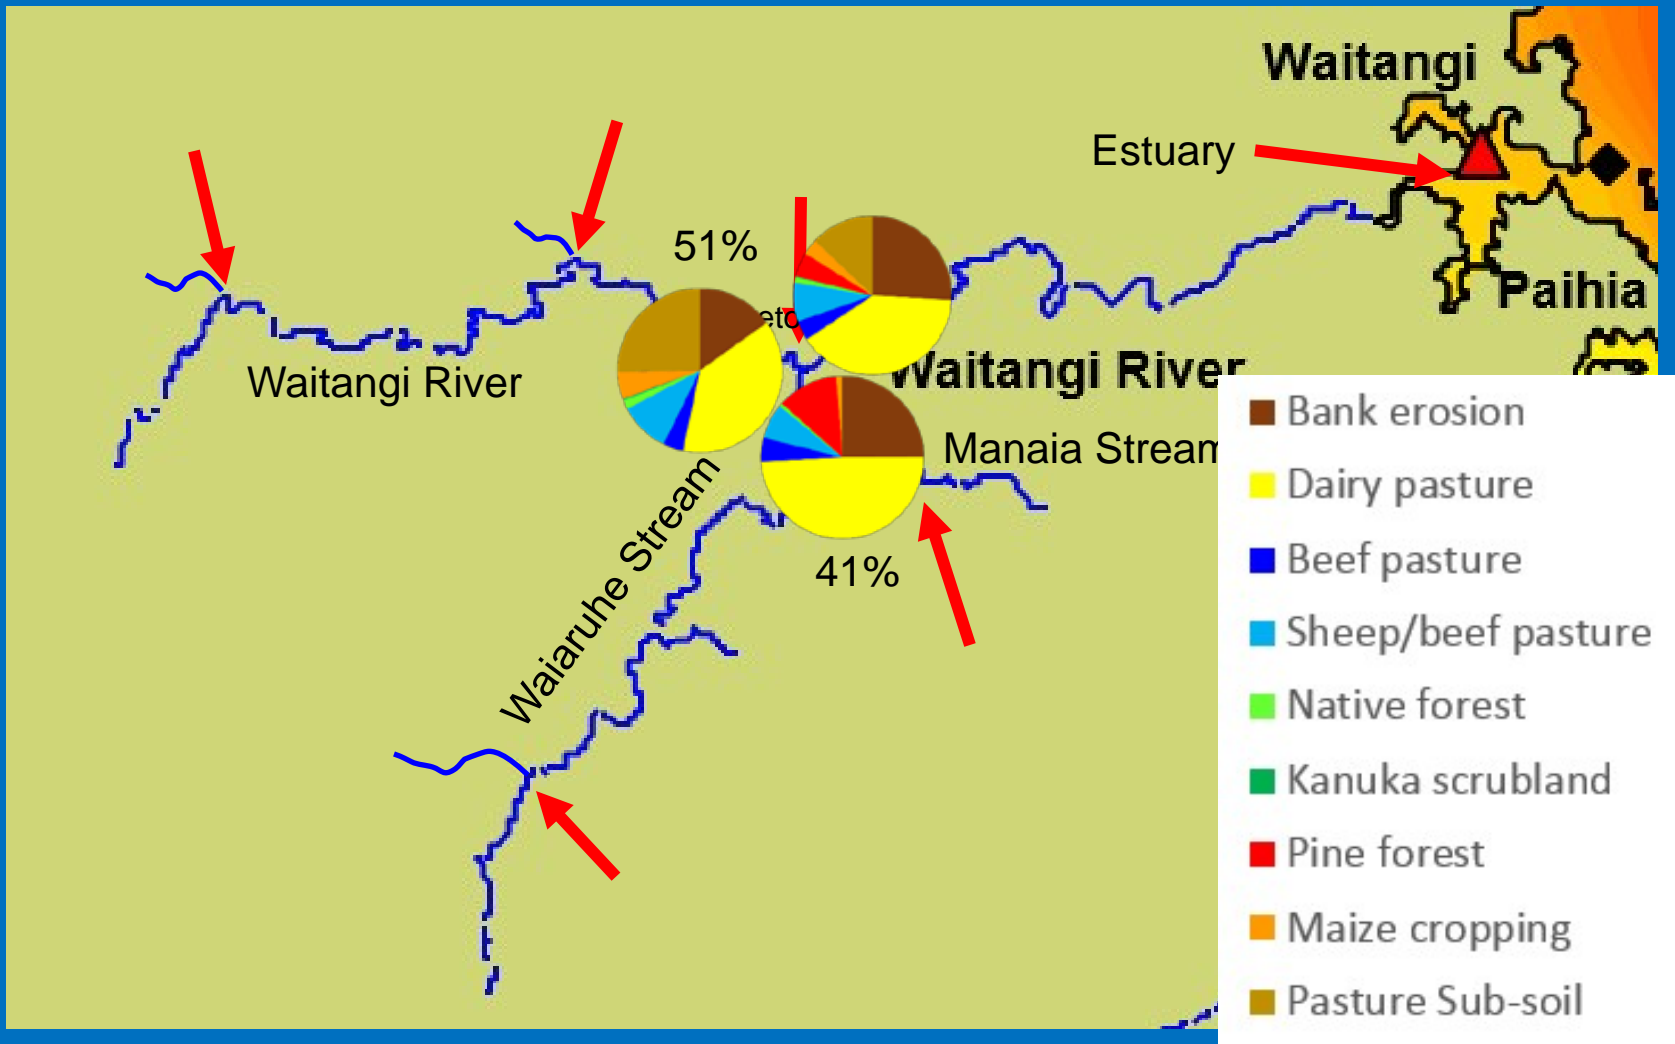 Waitangi
Estuary
51%
Paihia
Waitangi River
Waitangi River
Manaia Stream
Waiaruhe Stream
41%
Bank erosion
Dairy pasture
Beef pasture
Sheep/beef pasture
Native forest
Kanuka scrubland
Pine forest
Maize cropping
Pasture Sub-soil